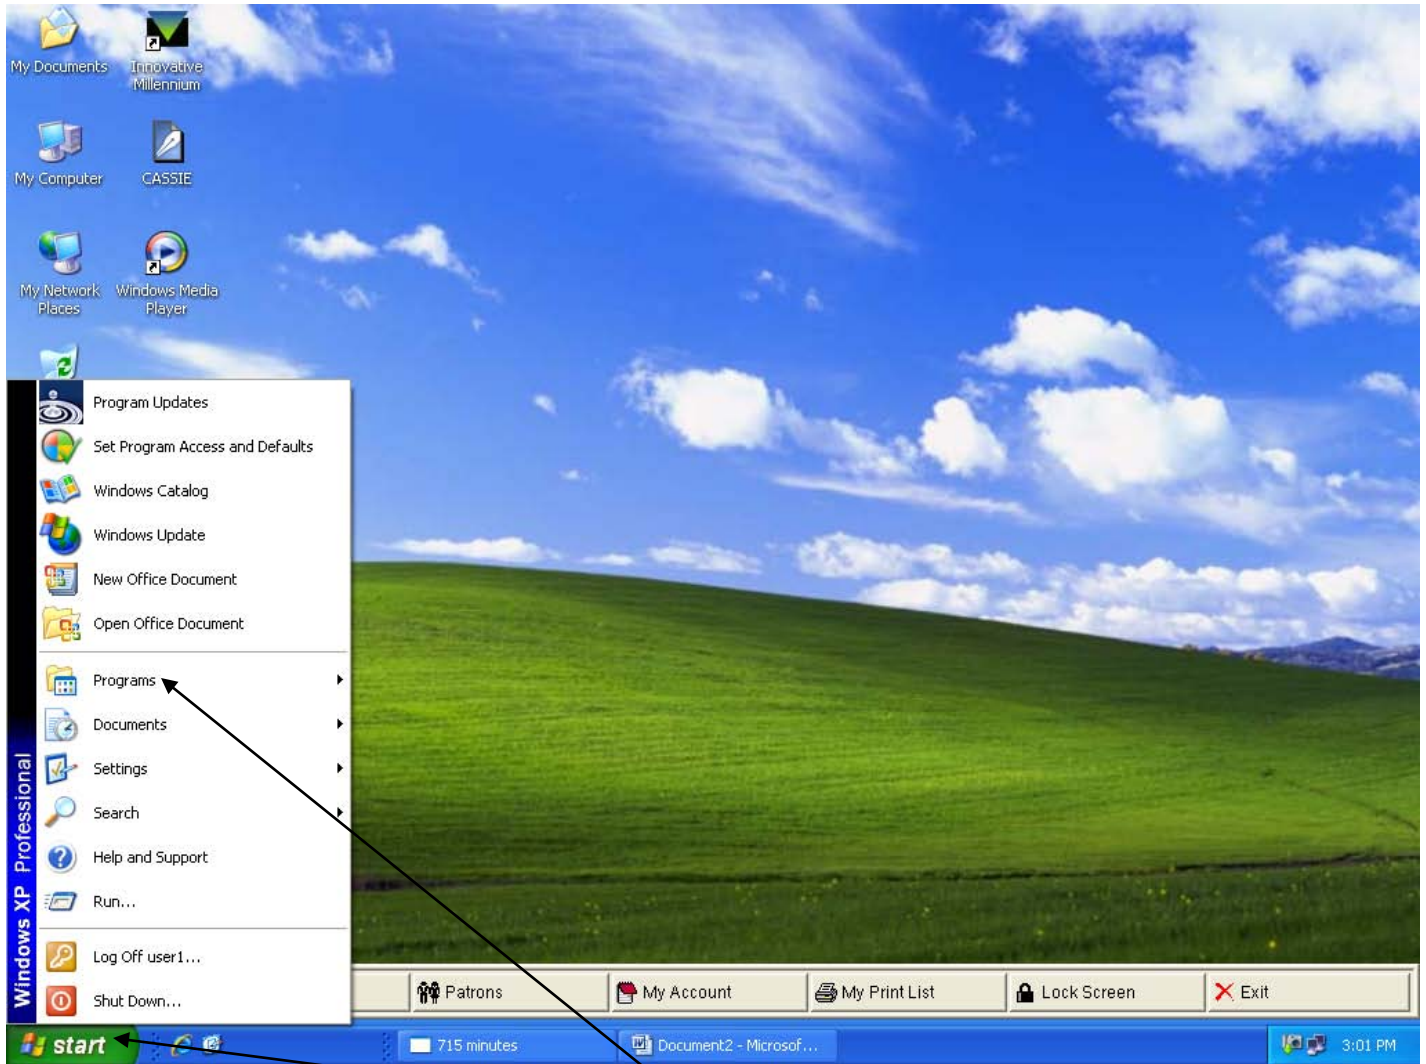 My Documents
Innovative
Millennium
My Computer
CASSIE
My Network
Places
Windows Media
Player
Program Updates
Set Program Access and Defaults
Windows Catalog
Windows Update
New Office Document
Open Office Document
Programs
Documents
Settings
Search
Help and Support
Run...
Log Off user1...
Shut Down...
Windows XP Professional
Patrons
My Account
My Print List
Lock Screen
Exit
start
715 minutes
Document2 - Microsof...
3:01 PM